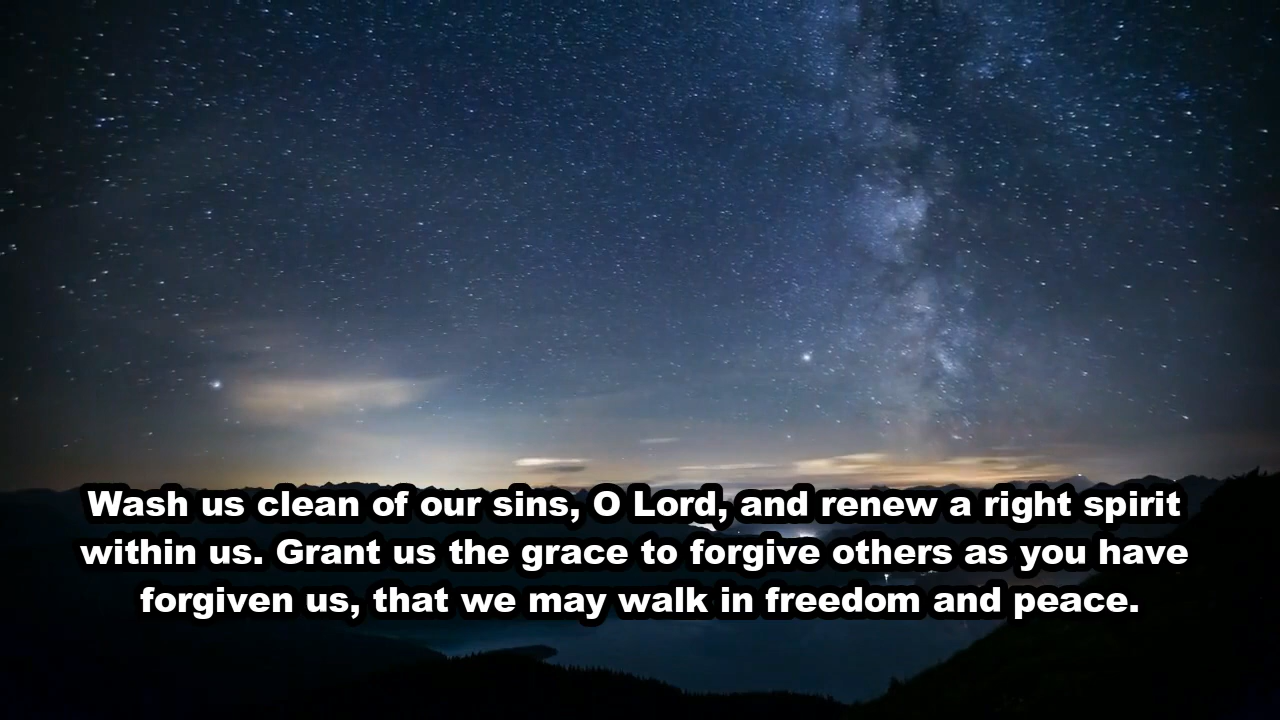 Wash us clean of our sins, O Lord, and renew a right spirit
within us. Grant us the grace to forgive others as you have
forgiven us, that we may walk in freedom and peace.